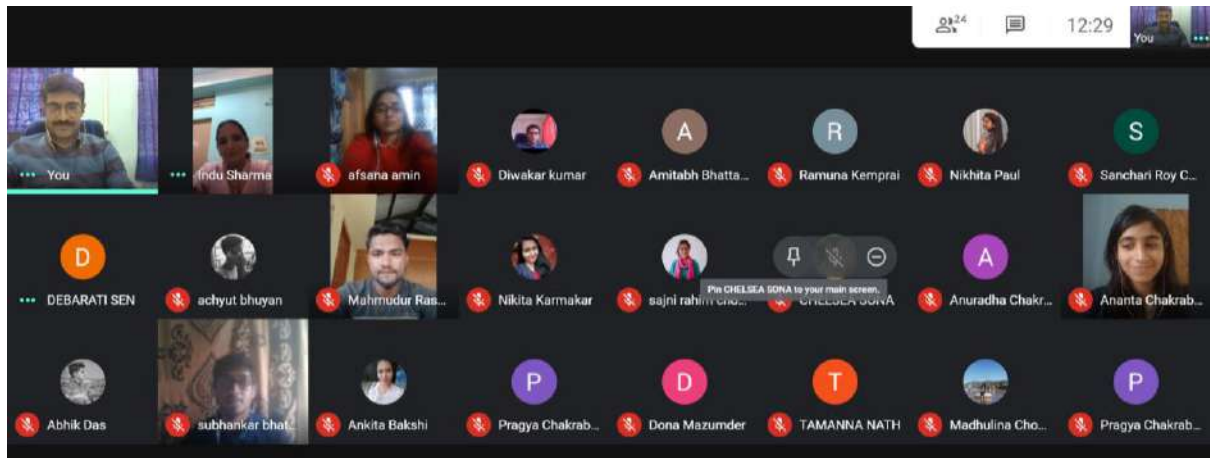 24 12:29 You
You Indu Sharma afsana amin Diwakar kumar A Amitabh Bhatta... R Ramuna Kemprai Nikhita Paul S Sanchari Roy C...
D DEBARATI SEN achyut bhuyan Mahmudur Ras... Nikita Karmakar sajni rahim cho... CHELSEA SONA A Anuradha Chakr... Ananta Chakrab...
Pin CHELSEA SONA to your main screen.
Abhik Das subhankar bhat... Ankita Bakshi P Pragya Chakrab... D Dona Mazumder T TAMANNA NATH Madhulina Cho... P Pragya Chakrab...